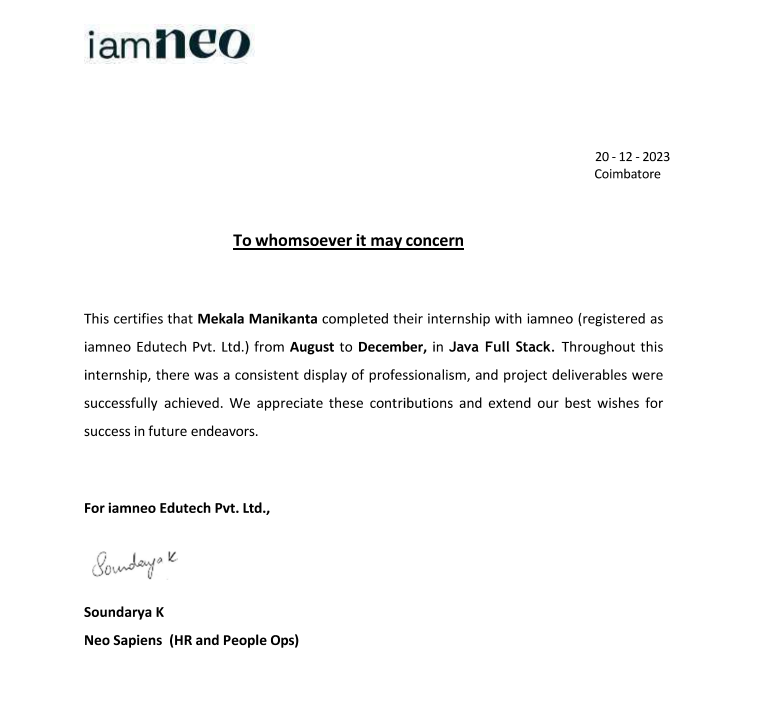 iamneo
20 - 12 - 2023
Coimbatore
To whomsoever it may concern
This certifies that Mekala Manikanta completed their internship with iamneo (registered as
iamneo Edutech Pvt. Ltd.) from August to December, in Java Full Stack. Throughout this
internship, there was a consistent display of professionalism, and project deliverables were
successfully achieved. We appreciate these contributions and extend our best wishes for
success in future endeavors.
For iamneo Edutech Pvt. Ltd.,
Soundarya K
Soundarya K
Neo Sapiens (HR and People Ops)